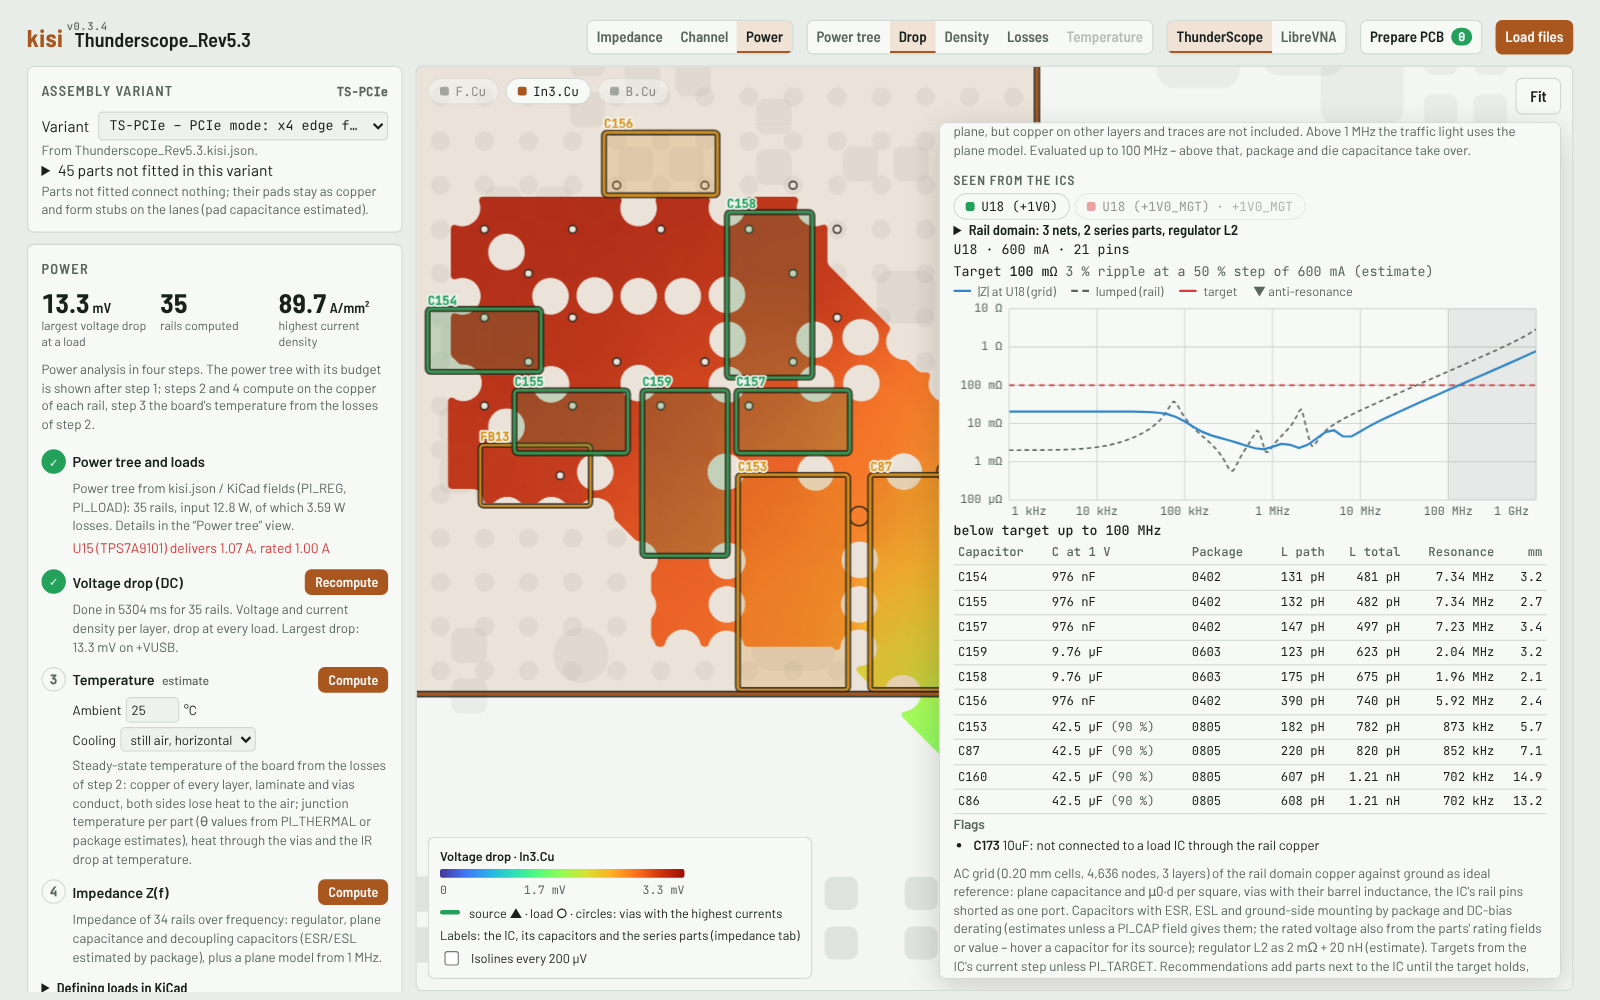 kisi v0.3.4
Thunderscope_Rev5.3
Impedance Channel Power
Power tree Drop Density Losses Temperature
ThunderScope LibreVNA
Prepare PCB 0
Load files
ASSEMBLY VARIANT TS-PCIe
Variant TS-PCIe – PCIe mode: x4 edge f…
From Thunderscope_Rev5.3.kisi.json.
▶ 45 parts not fitted in this variant
Parts not fitted connect nothing; their pads stay as copper
and form stubs on the lanes (pad capacitance estimated).
POWER
13.3 mV 35 89.7 A/mm²
largest voltage drop rails computed highest current
at a load density
Power analysis in four steps. The power tree with its budget
is shown after step 1; steps 2 and 4 compute on the copper
of each rail, step 3 the board's temperature from the losses
of step 2.
✓ Power tree and loads
Power tree from kisi.json / KiCad fields (PI_REG,
PI_LOAD): 35 rails, input 12.8 W, of which 3.59 W
losses. Details in the “Power tree” view.
U15 (TPS7A9101) delivers 1.07 A, rated 1.00 A
✓ Voltage drop (DC) Recompute
Done in 5304 ms for 35 rails. Voltage and current
density per layer, drop at every load. Largest drop:
13.3 mV on +VUSB.
3 Temperature estimate Compute
Ambient 25 °C
Cooling still air, horizontal
Steady-state temperature of the board from the losses
of step 2: copper of every layer, laminate and vias
conduct, both sides lose heat to the air; junction
temperature per part (θ values from PI_THERMAL or
package estimates), heat through the vias and the IR
drop at temperature.
4 Impedance Z(f) Compute
Impedance of 34 rails over frequency: regulator, plane
capacitance and decoupling capacitors (ESR/ESL
estimated by package), plus a plane model from 1 MHz.
▶ Defining loads in KiCad
F.Cu In3.Cu B.Cu
Fit
C156
C158
C154
C155 C159 C157
FB13
C153 C87
Voltage drop · In3.Cu
0 1.7 mV 3.3 mV
source ▲ · load O · circles: vias with the highest currents
Labels: the IC, its capacitors and the series parts (impedance tab)
Isolines every 200 µV
plane, but copper on other layers and traces are not included. Above 1 MHz the traffic light uses the
plane model. Evaluated up to 100 MHz – above that, package and die capacitance take over.
SEEN FROM THE ICS
U18 (+1V0) U18 (+1V0_MGT) · +1V0_MGT
▶ Rail domain: 3 nets, 2 series parts, regulator L2
U18 · 600 mA · 21 pins
Target 100 mΩ 3 % ripple at a 50 % step of 600 mA (estimate)
|Z| at U18 (grid) lumped (rail) target ▼ anti-resonance
10 Ω
1 Ω
100 mΩ
10 mΩ
1 mΩ
100 µΩ
1 kHz 10 kHz 100 kHz 1 MHz 10 MHz 100 MHz 1 GHz
below target up to 100 MHz
Capacitor C at 1 V Package L path L total Resonance mm
C154 976 nF 0402 131 pH 481 pH 7.34 MHz 3.2
C155 976 nF 0402 132 pH 482 pH 7.34 MHz 2.7
C157 976 nF 0402 147 pH 497 pH 7.23 MHz 3.4
C159 9.76 µF 0603 123 pH 623 pH 2.04 MHz 3.2
C158 9.76 µF 0603 175 pH 675 pH 1.96 MHz 2.1
C156 976 nF 0402 390 pH 740 pH 5.92 MHz 2.4
C153 42.5 µF (90 %) 0805 182 pH 782 pH 873 kHz 5.7
C87 42.5 µF (90 %) 0805 220 pH 820 pH 852 kHz 7.1
C160 42.5 µF (90 %) 0805 607 pH 1.21 nH 702 kHz 14.9
C86 42.5 µF (90 %) 0805 608 pH 1.21 nH 702 kHz 13.2
Flags
• C173 10uF: not connected to a load IC through the rail copper
AC grid (0.20 mm cells, 4,636 nodes, 3 layers) of the rail domain copper against ground as ideal
reference: plane capacitance and µ0·d per square, vias with their barrel inductance, the IC's rail pins
shorted as one port. Capacitors with ESR, ESL and ground-side mounting by package and DC-bias
derating (estimates unless a PI_CAP field gives them; the rated voltage also from the parts' rating fields
or value – hover a capacitor for its source); regulator L2 as 2 mΩ + 20 nH (estimate). Targets from the
IC's current step unless PI_TARGET. Recommendations add parts next to the IC until the target holds,